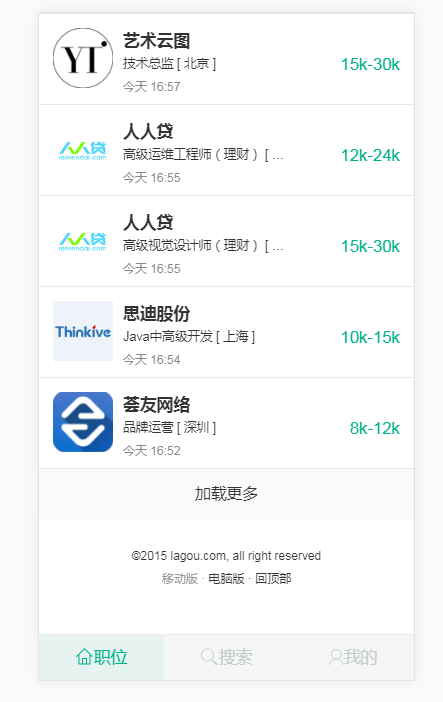 YT
艺术云图
技术总监 [ 北京 ]
15k-30k
今天 16:57
人人贷
renrendai.com
人人贷
高级运维工程师（理财） [ ...
12k-24k
今天 16:55
人人贷
renrendai.com
人人贷
高级视觉设计师（理财） [ ...
15k-30k
今天 16:55
Thinkive
思迪股份
Java中高级开发 [ 上海 ]
10k-15k
今天 16:54
荟友网络
品牌运营 [ 深圳 ]
8k-12k
今天 16:52
加载更多
©2015 lagou.com, all right reserved
移动版 · 电脑版 · 回顶部
职位 搜索 我的